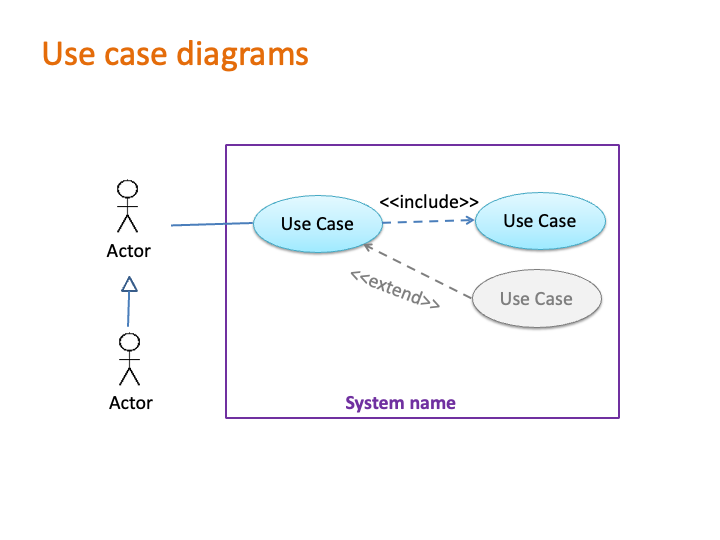 Use case diagrams
<<include>>
Use Case
Use Case
Actor
<<extend>>
Use Case
Actor
System name